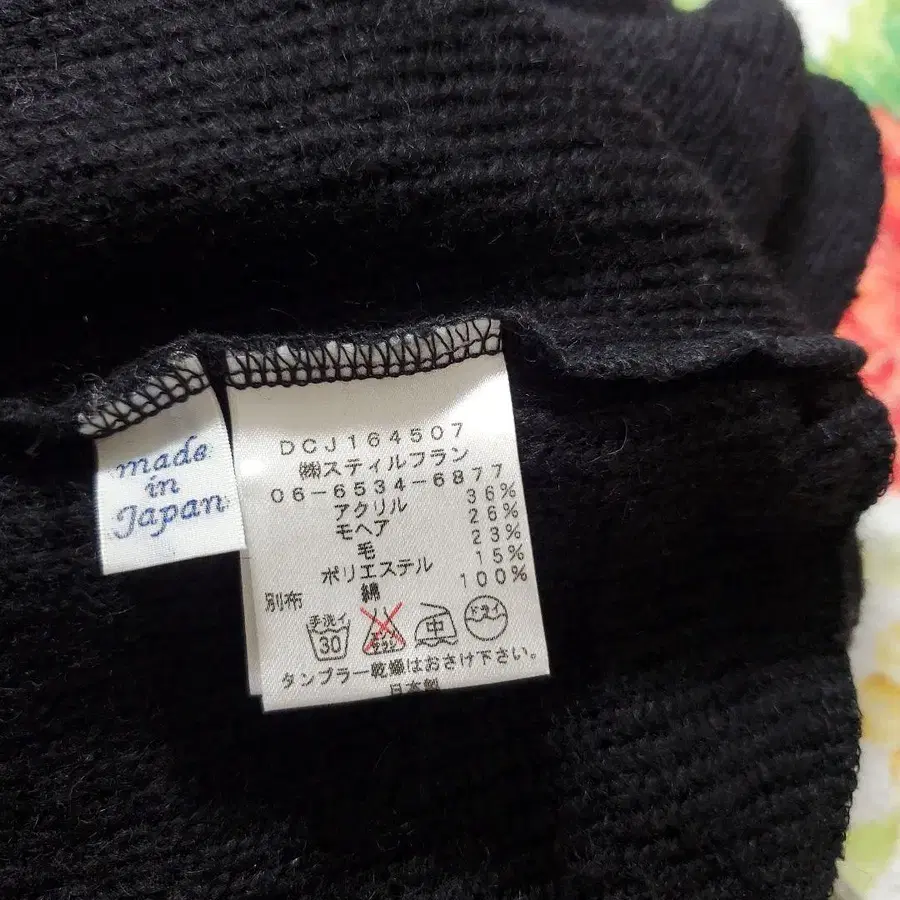 made
in
Japan
DCJ164507
㈱スティルフラン
06-6534-6877
アクリル 36%
モヘア 26%
毛 23%
ポリエステル 15%
別布 綿 100%
手洗イ 30 中 ドライ
タンブラー乾燥はおさけ下さい。
日本製